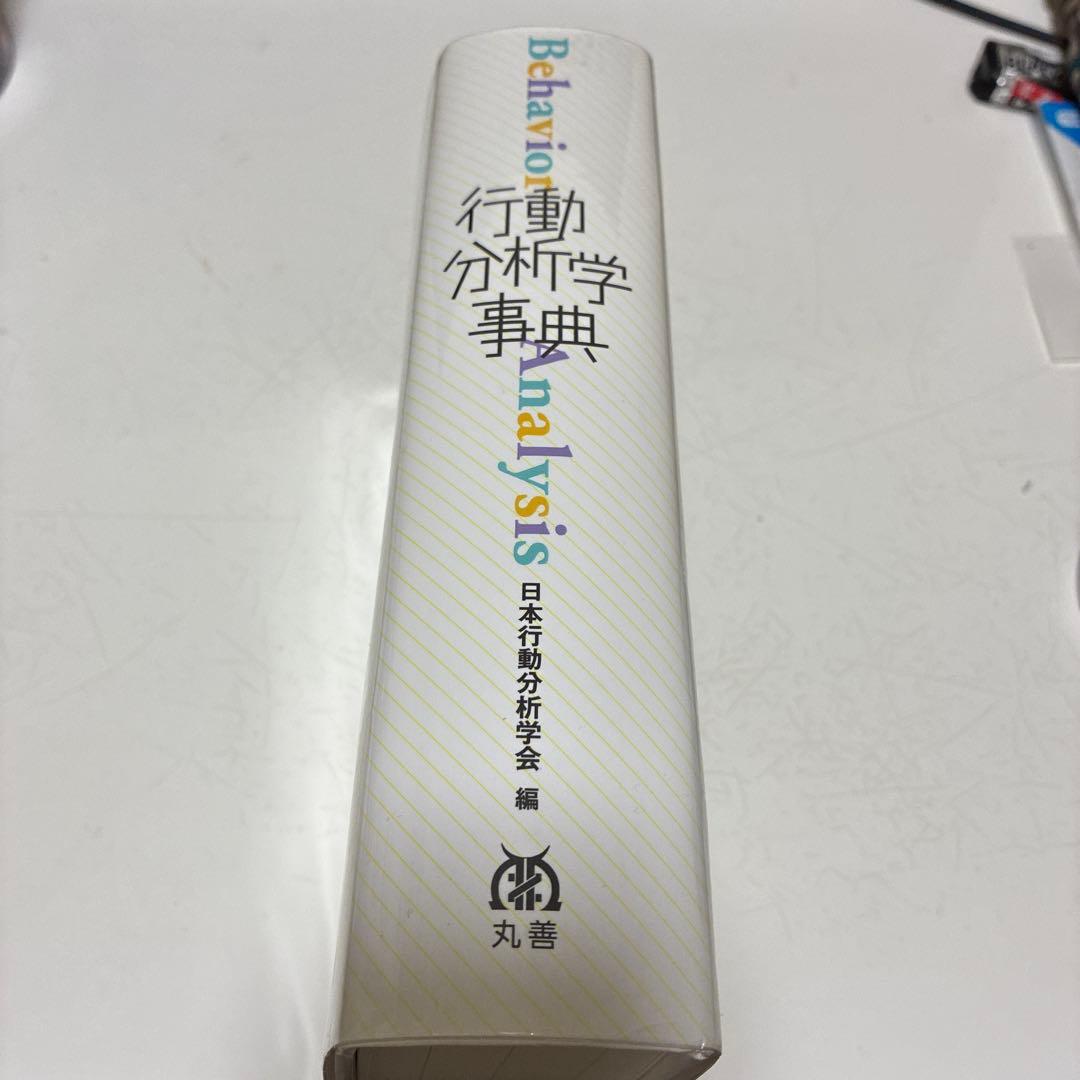 Behavior
行動
分析学
事典
Analysis
日本行動分析学会 編
丸善